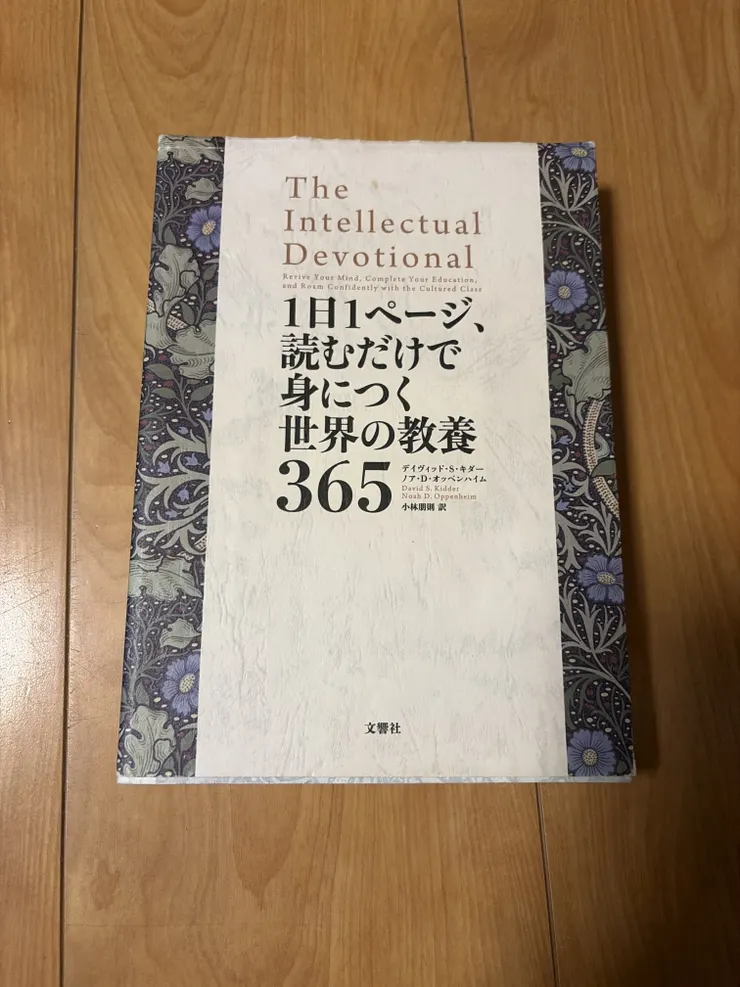 The
Intellectual
Devotional
Revive Your Mind, Complete Your Education,
and Roam Confidently with the Cultured Class
1日1ページ、
読むだけで
身につく
世界の教養
365
デイヴィッド・S・キダー
ノア・D・オッペンハイム
David S. Kidder
Noah D. Oppenheim
小林朋則 訳
文響社